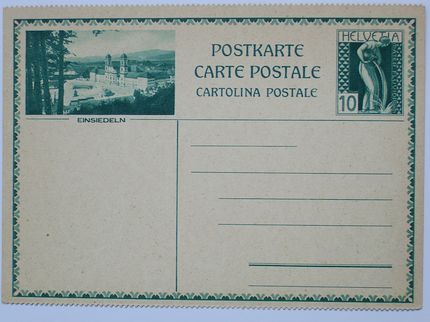 POSTKARTE
CARTE POSTALE
CARTOLINA POSTALE
HELVETIA
10
EINSIEDELN